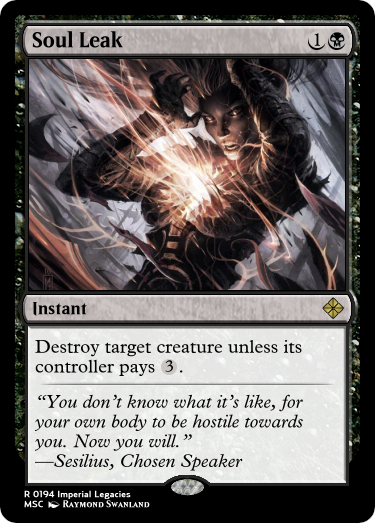 Soul Leak 1
Instant
Destroy target creature unless its
controller pays 3.
“You don’t know what it’s like, for
your own body to be hostile towards
you. Now you will.”
—Sesilius, Chosen Speaker
R 0194 Imperial Legacies
MSC Raymond Swanland